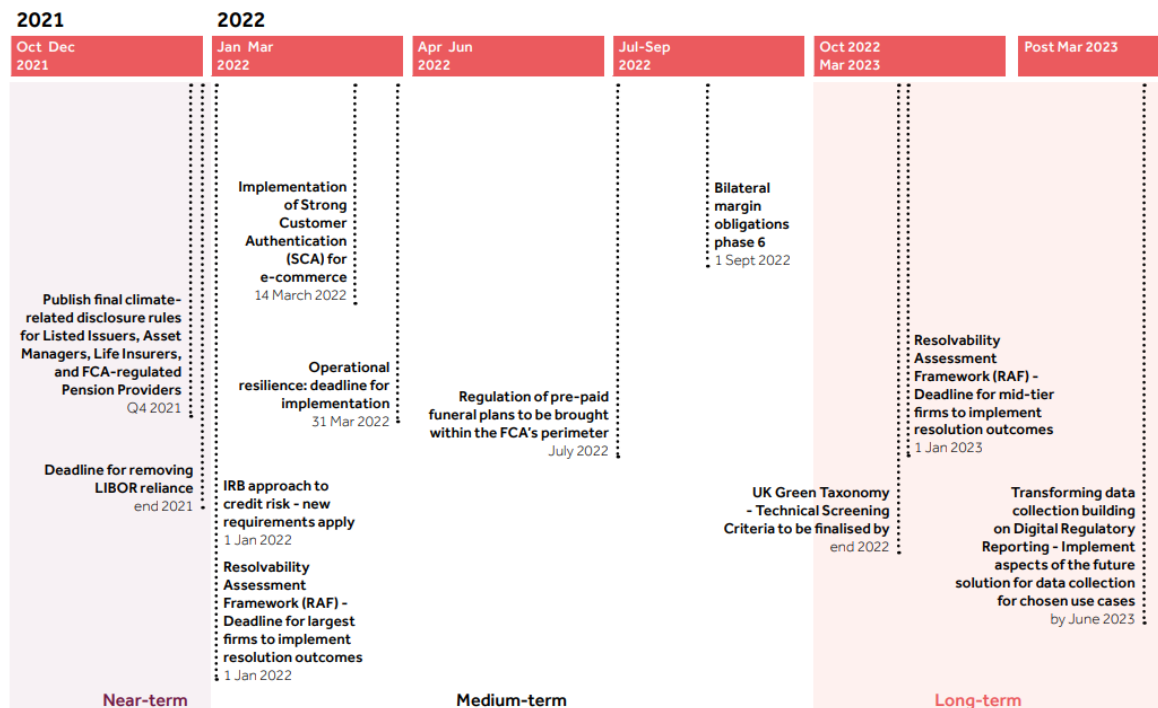 2021
2022
Oct Dec
2021
Jan Mar
2022
Apr Jun
2022
Jul-Sep
2022
Oct 2022
Mar 2023
Post Mar 2023
Publish final climate-
related disclosure rules
for Listed Issuers, Asset
Managers, Life Insurers,
and FCA-regulated
Pension Providers
Q4 2021
Deadline for removing
LIBOR reliance
end 2021
Implementation
of Strong
Customer
Authentication
(SCA) for
e-commerce
14 March 2022
Operational
resilience: deadline for
implementation
31 Mar 2022
IRB approach to
credit risk - new
requirements apply
1 Jan 2022
Resolvability
Assessment
Framework (RAF) -
Deadline for largest
firms to implement
resolution outcomes
1 Jan 2022
Regulation of pre-paid
funeral plans to be brought
within the FCA's perimeter
July 2022
Bilateral
margin
obligations
phase 6
1 Sept 2022
UK Green Taxonomy
- Technical Screening
Criteria to be finalised by
end 2022
Resolvability
Assessment
Framework (RAF) -
Deadline for mid-tier
firms to implement
resolution outcomes
1 Jan 2023
Transforming data
collection building
on Digital Regulatory
Reporting - Implement
aspects of the future
solution for data collection
for chosen use cases
by June 2023
Near-term
Medium-term
Long-term